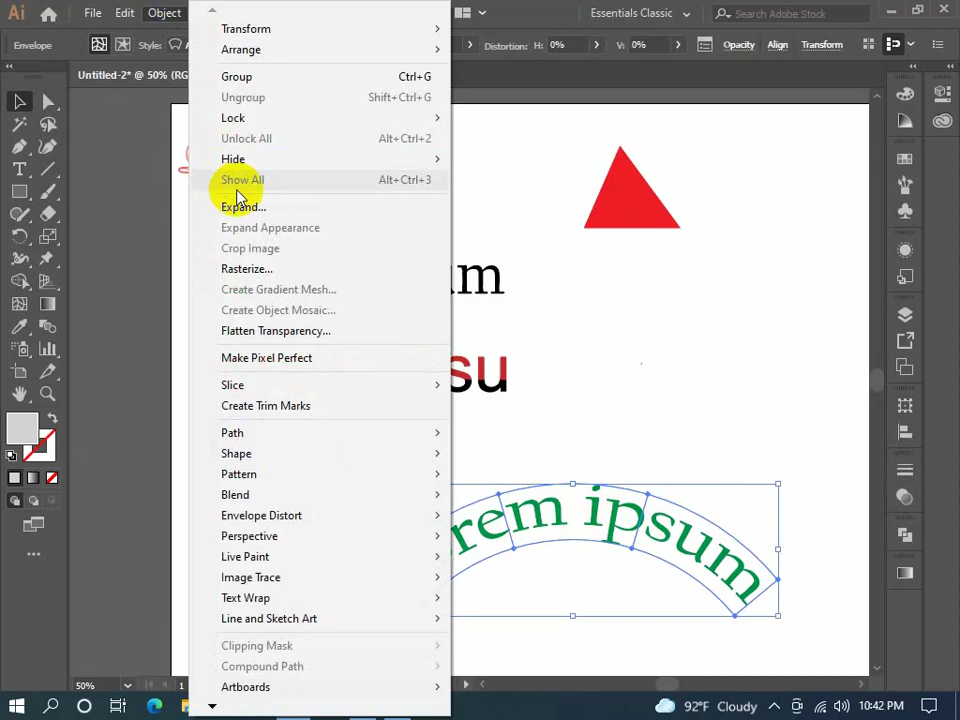 Ai File Edit Object Essentials Classic Search Adobe Stock
Envelope Style: Distortion: H: 0% V: 0% Opacity Align Transform
Untitled-2* @ 50% (RG
Transform
Arrange
Group Ctrl+G
Ungroup Shift+Ctrl+G
Lock
Unlock All Alt+Ctrl+2
Hide
Show All Alt+Ctrl+3
Expand...
Expand Appearance
Crop Image
Rasterize...
Create Gradient Mesh...
Create Object Mosaic...
Flatten Transparency...
Make Pixel Perfect
Slice
Create Trim Marks
Path
Shape
Pattern
Blend
Envelope Distort
Perspective
Live Paint
Image Trace
Text Wrap
Line and Sketch Art
Clipping Mask
Compound Path
Artboards
um
su
rem ipsum
50% 1
92°F Cloudy 10:42 PM